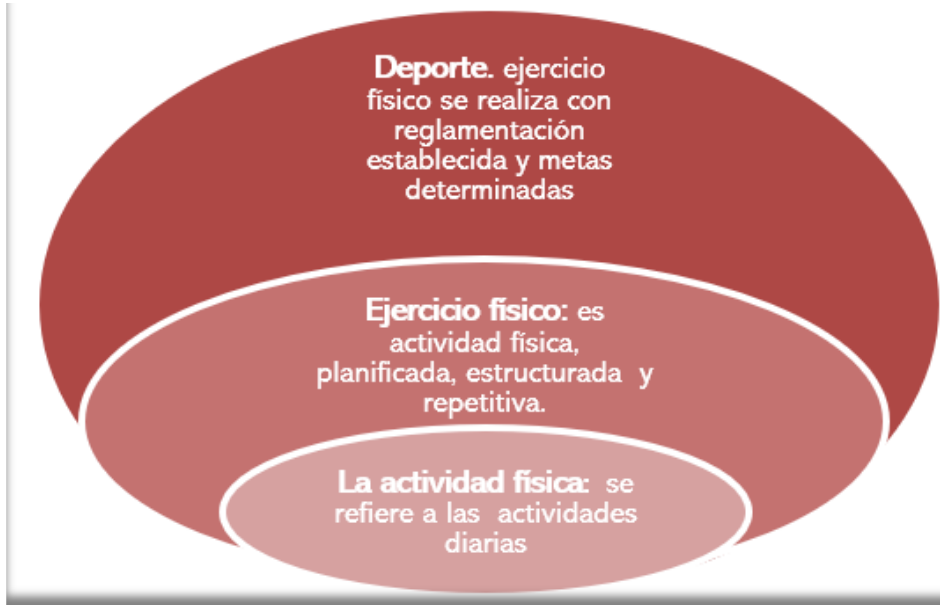 Deporte. ejercicio
físico se realiza con
reglamentación
establecida y metas
determinadas
Ejercicio físico: es
actividad física,
planificada, estructurada y
repetitiva.
La actividad física: se
refiere a las actividades
diarias